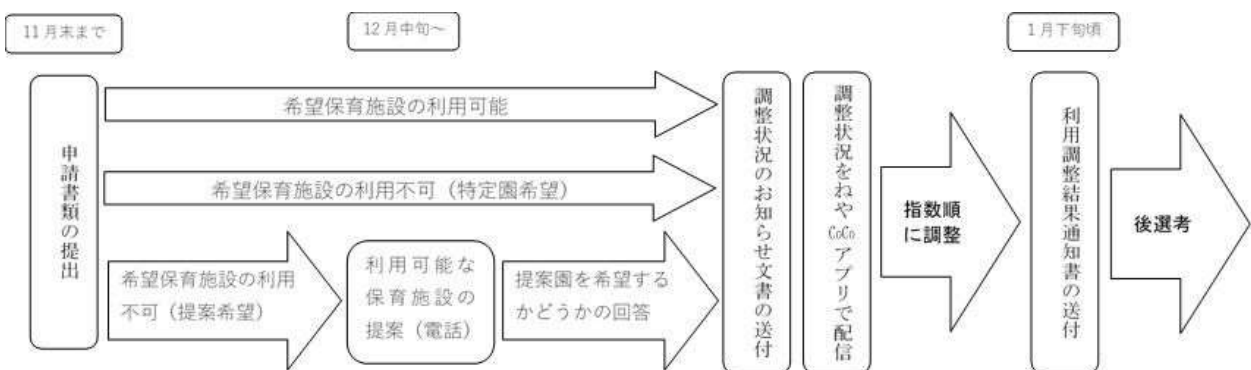 11月末まで
12月中旬～
1月下旬頃
申請書類の提出
希望保育施設の利用可能
希望保育施設の利用不可（特定園希望）
希望保育施設の利用
不可（提案希望）
利用可能な
保育施設の
提案（電話）
提案園を希望する
かどうかの回答
調整状況のお知らせ文書の送付
調整状況をねやCoCoアプリで配信
指数順
に調整
利用調整結果通知書の送付
後選考